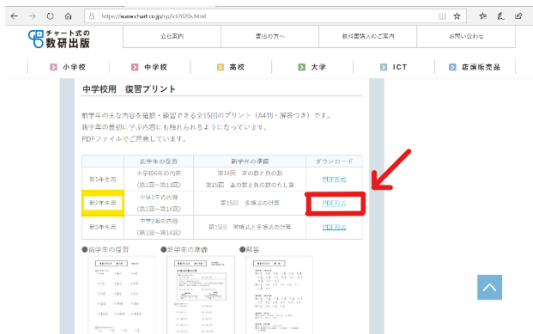 https://www.chart.co.jp/sp/ict2020s.html
チャート式の
数研出版
会社案内
書店の方へ
教科書購入のご案内
お問い合わせ
小学校
中学校
高校
大学
ICT
店頭販売品
中学校用 復習プリント
前学年の主な内容を確認・練習できる全15回のプリント(A4判・解答つき)です。
新学年の最初に学ぶ内容にも触れられるようになっています。
PDFファイルでご用意しています。
前学年の復習
新学年の準備
ダウンロード
新1年生用
小学校6年の内容
(第1回~第13回)
第14回 正の数と負の数
第15回 正の数と負の数のたし算
PDF形式
新2年生用
中学1年の内容
(第1回~第14回)
第15回 多項式の計算
PDF形式
新3年生用
中学2年の内容
(第1回~第14回)
第15回 単項式と多項式の計算
PDF形式
●前学年の復習
●新学年の準備
●解答